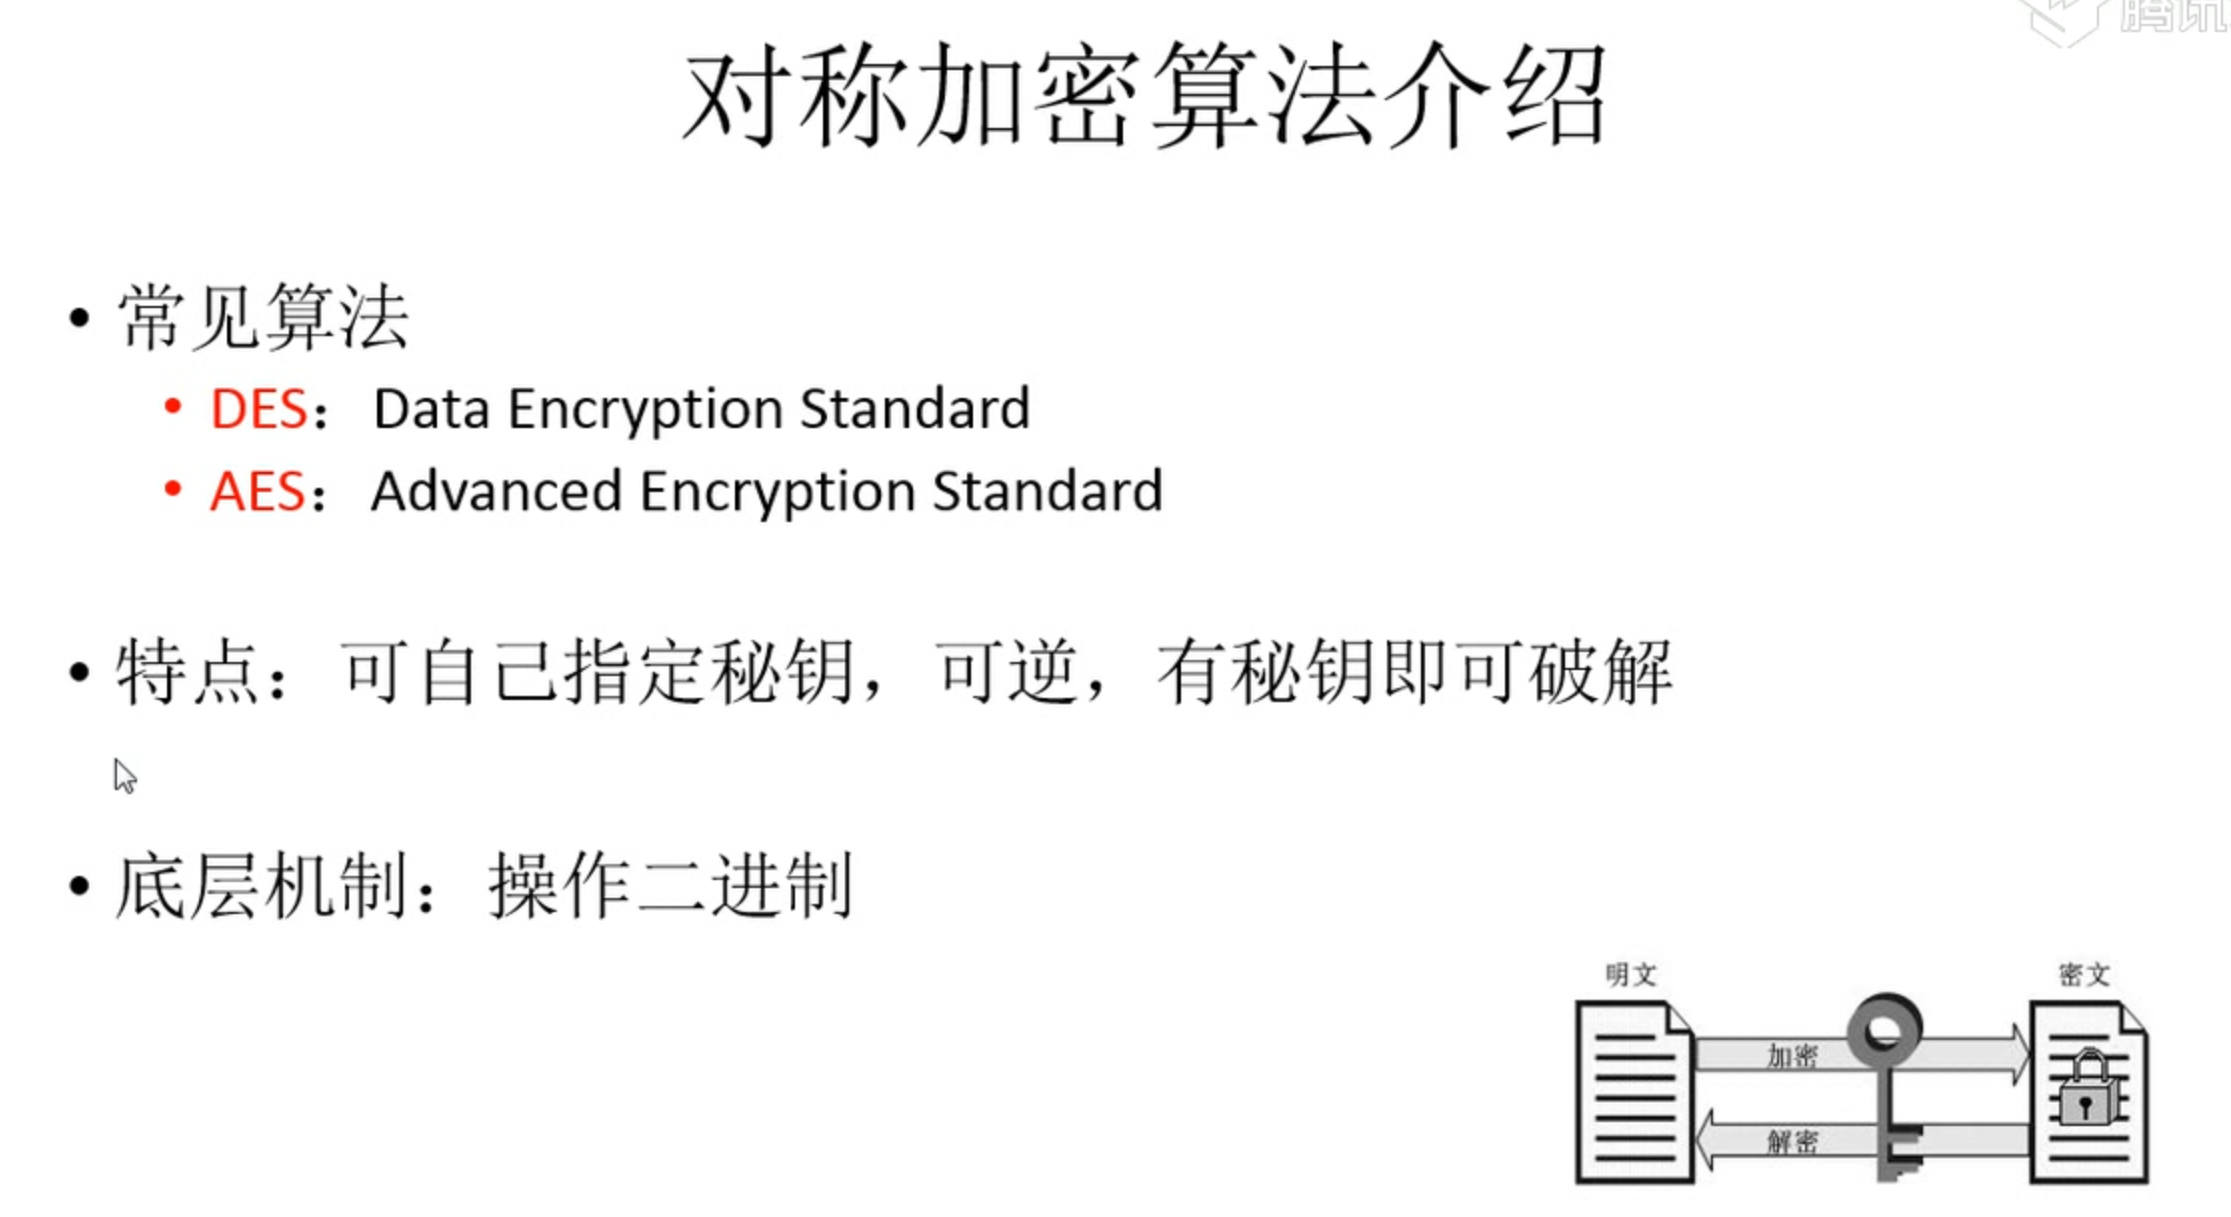 腾讯
对称加密算法介绍
• 常见算法
• DES： Data Encryption Standard
• AES： Advanced Encryption Standard
• 特点：可自己指定秘钥，可逆，有秘钥即可破解
• 底层机制：操作二进制
明文
密文
加密
解密